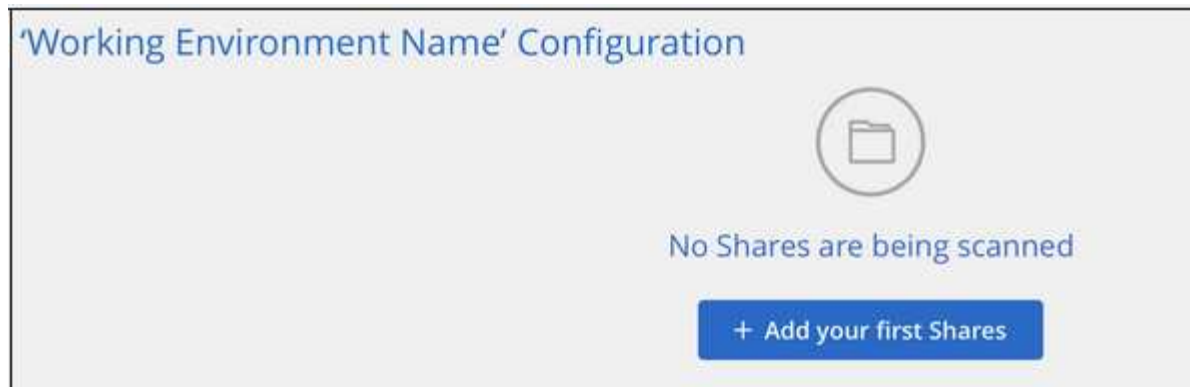 ‘Working Environment Name’ Configuration
No Shares are being scanned
+ Add your first Shares